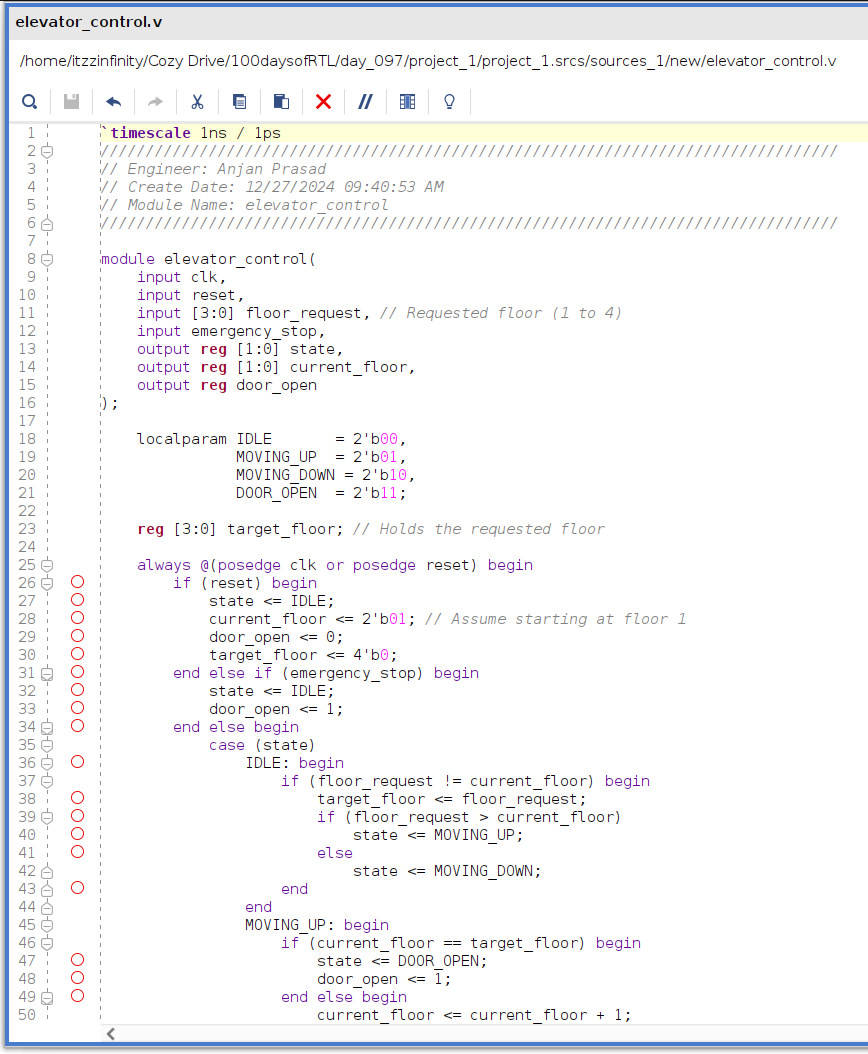 elevator_control.v
/home/itzzinfinity/Cozy Drive/100daysofRTL/day_097/project_1/project_1.srcs/sources_1/new/elevator_control.v
1 `timescale 1ns / 1ps
2 //////////////////////////////////////////////////////////////////////////////////
3 // Engineer: Anjan Prasad
4 // Create Date: 12/27/2024 09:40:53 AM
5 // Module Name: elevator_control
6 //////////////////////////////////////////////////////////////////////////////////
7
8 module elevator_control(
9     input clk,
10     input reset,
11     input [3:0] floor_request, // Requested floor (1 to 4)
12     input emergency_stop,
13     output reg [1:0] state,
14     output reg [1:0] current_floor,
15     output reg door_open
16 );
17
18     localparam IDLE       = 2'b00,
19                MOVING_UP  = 2'b01,
20                MOVING_DOWN = 2'b10,
21                DOOR_OPEN  = 2'b11;
22
23     reg [3:0] target_floor; // Holds the requested floor
24
25     always @(posedge clk or posedge reset) begin
26         if (reset) begin
27             state <= IDLE;
28             current_floor <= 2'b01; // Assume starting at floor 1
29             door_open <= 0;
30             target_floor <= 4'b0;
31         end else if (emergency_stop) begin
32             state <= IDLE;
33             door_open <= 1;
34         end else begin
35             case (state)
36                 IDLE: begin
37                     if (floor_request != current_floor) begin
38                         target_floor <= floor_request;
39                         if (floor_request > current_floor)
40                             state <= MOVING_UP;
41                         else
42                             state <= MOVING_DOWN;
43                     end
44                 end
45                 MOVING_UP: begin
46                     if (current_floor == target_floor) begin
47                         state <= DOOR_OPEN;
48                         door_open <= 1;
49                     end else begin
50                         current_floor <= current_floor + 1;